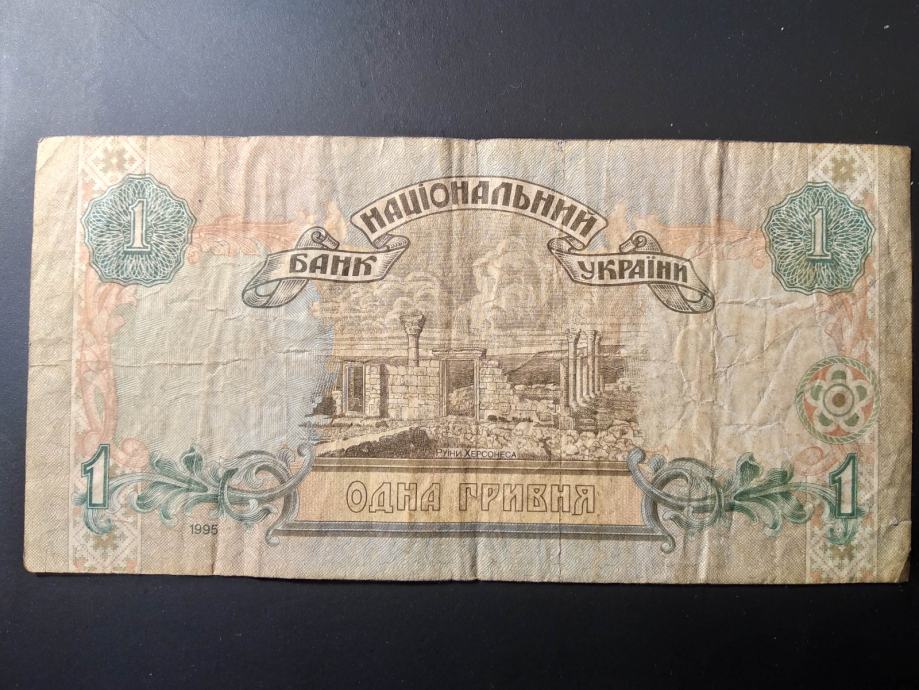 НАЦІОНАЛЬНИЙ
БАНК УКРАЇНИ
1 1
РУЇНИ ХЕРСОНЕСА
ОДНА ГРИВНЯ
1 1
1995